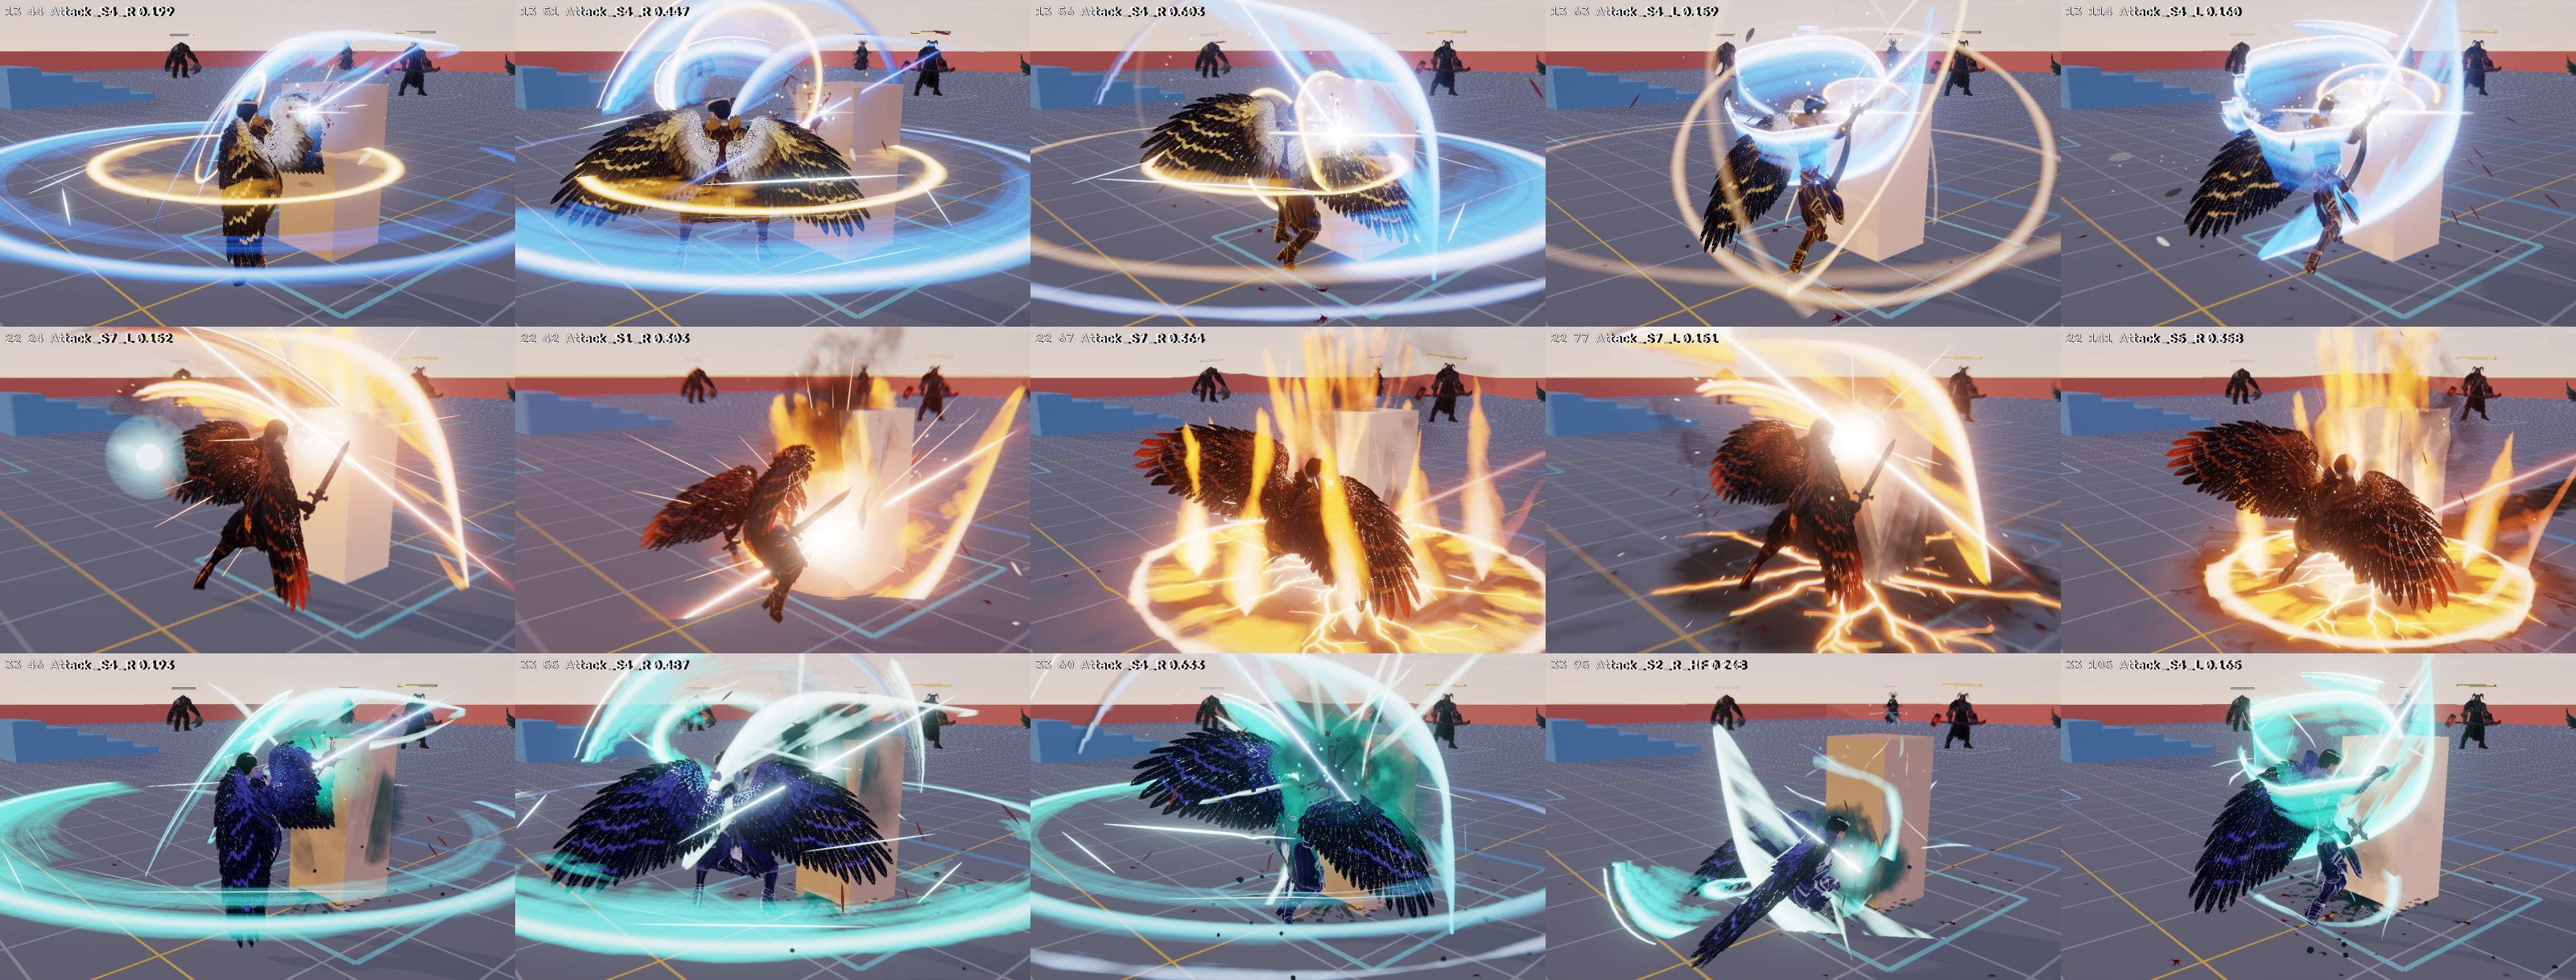 13 44 Attack_S4_R 0.199
13 51 Attack_S4_R 0.447
13 56 Attack_S4_R 0.603
13 63 Attack_S4_L 0.159
13 114 Attack_S4_L 0.160
22 24 Attack_S7_L 0.152
22 42 Attack_S1_R 0.303
22 67 Attack_S7_R 0.364
22 77 Attack_S7_L 0.151
22 141 Attack_S5_R 0.358
33 46 Attack_S4_R 0.193
33 55 Attack_S4_R 0.487
33 60 Attack_S4_R 0.633
33 95 Attack_S2_R_HF 0.263
33 105 Attack_S4_L 0.165